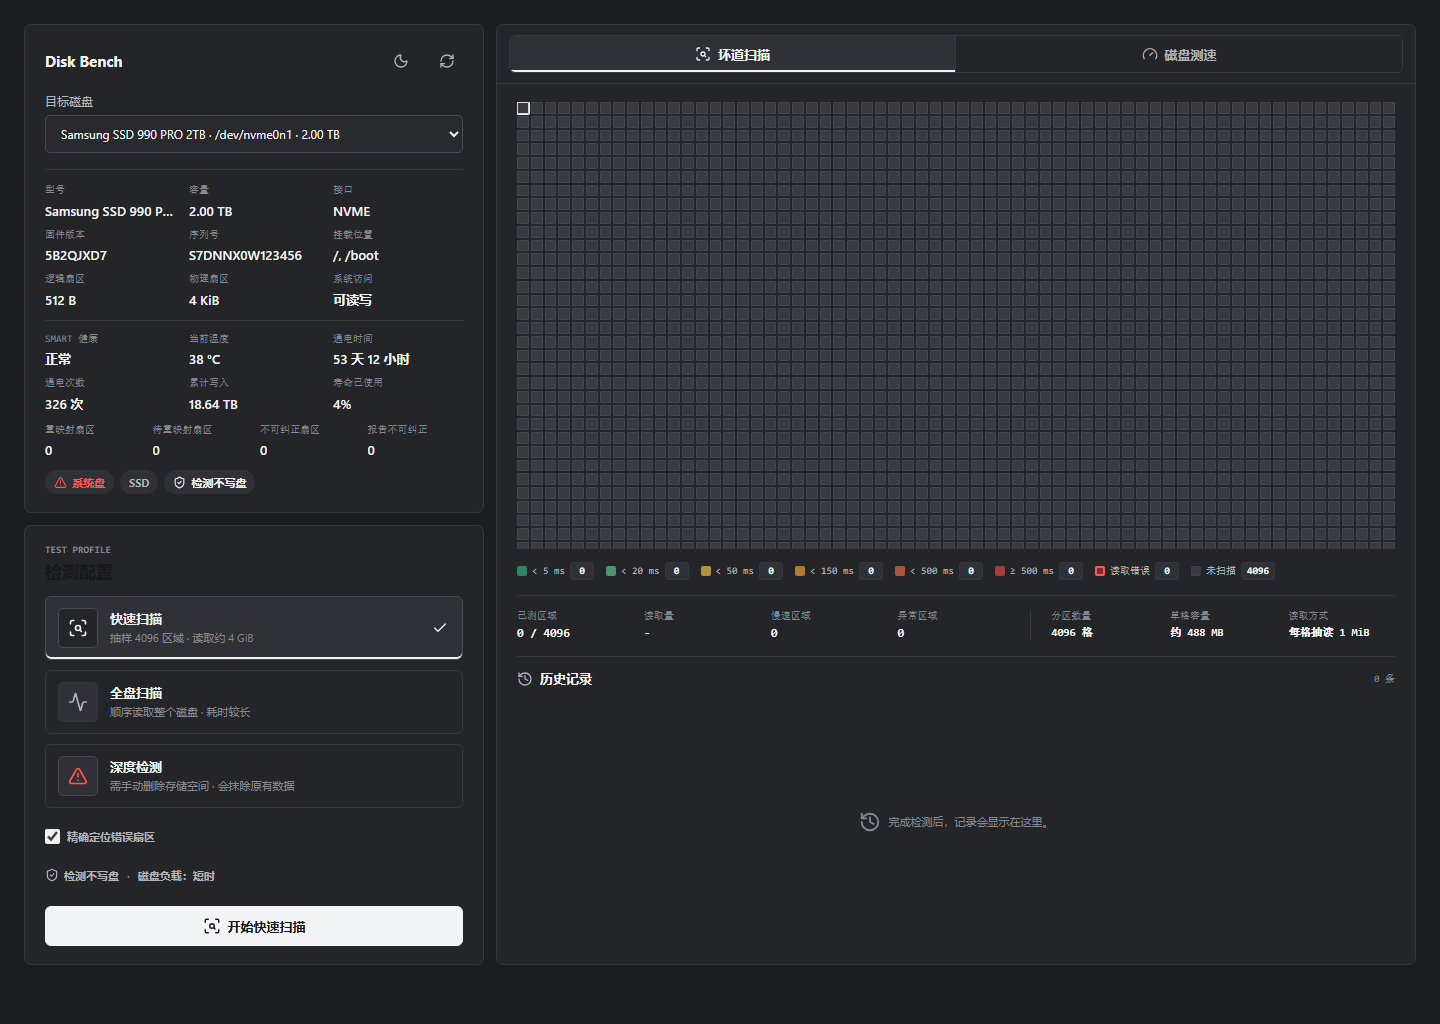 Disk Bench
目标磁盘
Samsung SSD 990 PRO 2TB · /dev/nvme0n1 · 2.00 TB
型号 容量 接口
Samsung SSD 990 P... 2.00 TB NVME
固件版本 序列号 挂载位置
5B2QJXD7 S7DNNX0W123456 /, /boot
逻辑扇区 物理扇区 系统访问
512 B 4 KiB 可读写
SMART 健康 当前温度 通电时间
正常 38 °C 53 天 12 小时
通电次数 累计写入 寿命已使用
326 次 18.64 TB 4%
重映射扇区 待重映射扇区 不可纠正扇区 报告不可纠正
0 0 0 0
系统盘 SSD 检测不写盘
TEST PROFILE
检测配置
快速扫描
抽样 4096 区域 · 读取约 4 GiB
全盘扫描
顺序读取整个磁盘 · 耗时较长
深度检测
需手动删除存储空间 · 会抹除原有数据
精确定位错误扇区
检测不写盘 · 磁盘负载：短时
开始快速扫描
坏道扫描 磁盘测速
< 5 ms 0 < 20 ms 0 < 50 ms 0 < 150 ms 0 < 500 ms 0 ≥ 500 ms 0 读取错误 0 未扫描 4096
已测区域 读取量 慢速区域 异常区域 分区数量 单格容量 读取方式
0 / 4096 - 0 0 4096 格 约 488 MB 每格抽读 1 MiB
历史记录 0 条
完成检测后，记录会显示在这里。